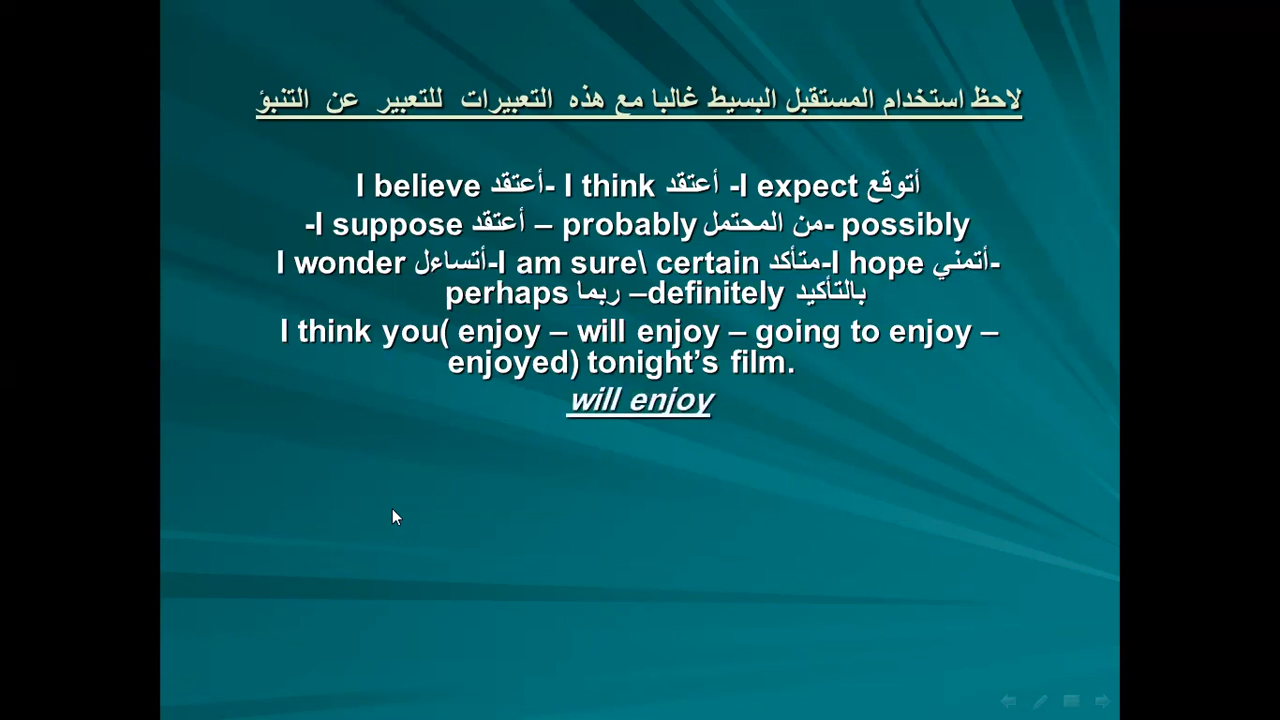 لاحظ استخدام المستقبل البسيط غالبا مع هذه التعبيرات للتعبير عن التنبؤ
I believe أعتقد- I think أعتقد -I expect أتوقع
-I suppose أعتقد – probably من المحتمل- possibly
I wonder أتساءل-I am sure\ certain متأكد-I hope أتمني-
perhaps ربما –definitely بالتأكيد
I think you( enjoy – will enjoy – going to enjoy –
enjoyed) tonight’s film.
will enjoy